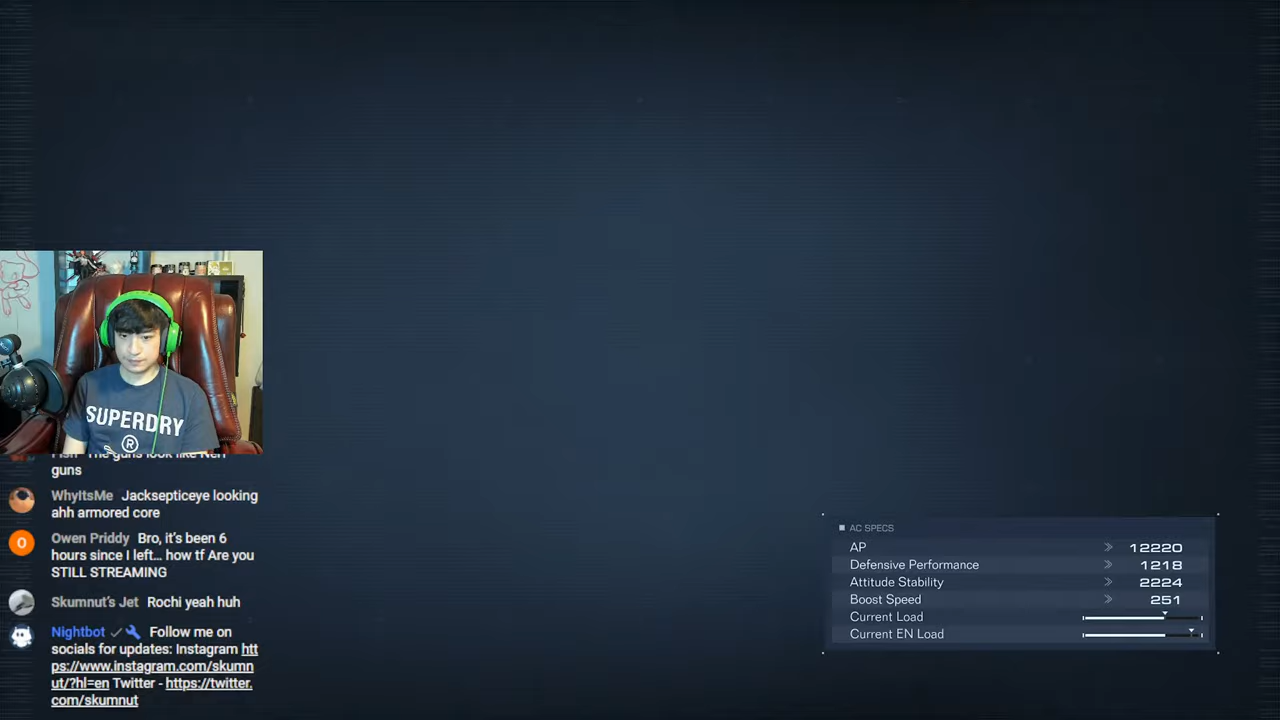 SUPERDRY
®
guns
WhyItsMe Jacksepticeye looking
ahh armored core
Owen Priddy Bro, it's been 6
hours since I left... how tf Are you
STILL STREAMING
Skumnut's Jet Rochi yeah huh
Nightbot Follow me on
socials for updates: Instagram htt
ps://www.instagram.com/skumn
ut/?hl=en Twitter - https://twitter.
com/skumnut
AC SPECS
AP 12220
Defensive Performance 1218
Attitude Stability 2224
Boost Speed 251
Current Load
Current EN Load